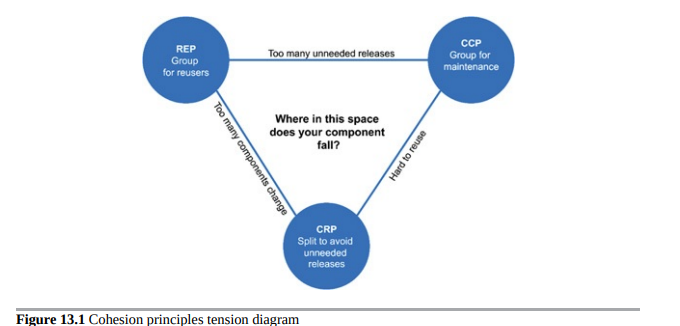 REP
Group
for reusers
Too many unneeded releases
CCP
Group for
maintenance
Where in this space
does your component
fall?
Too many components change
Hard to reuse
CRP
Split to avoid
unneeded
releases
Figure 13.1 Cohesion principles tension diagram